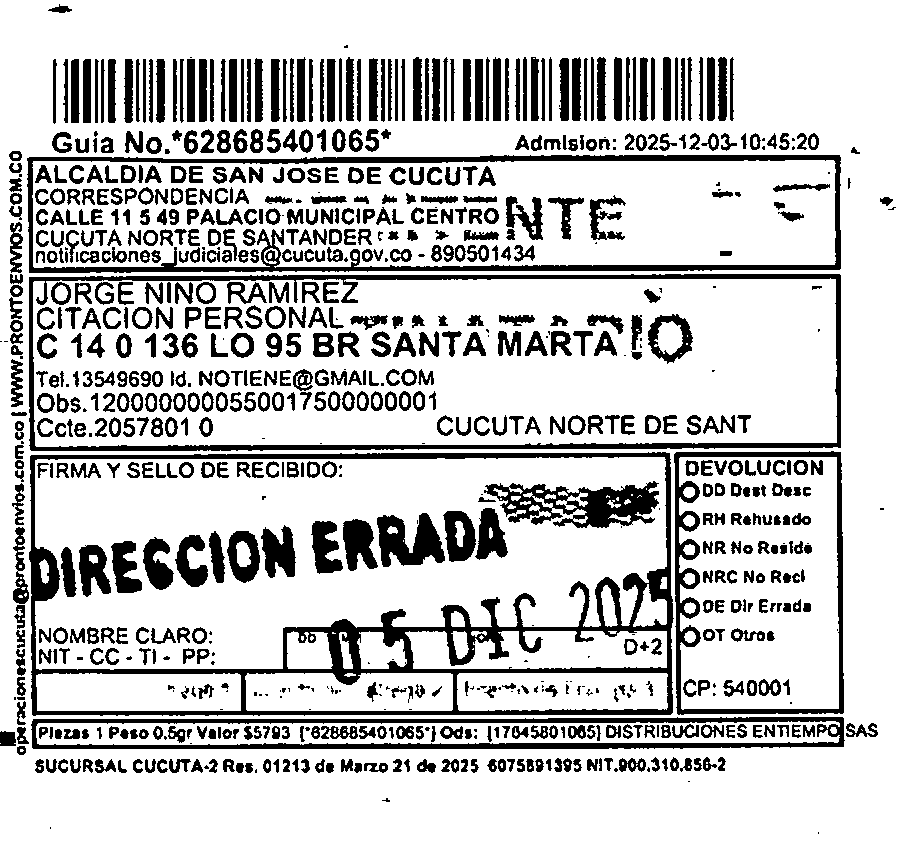 Guia No.*628685401065*
Admision: 2025-12-03-10:45:20
ALCALDIA DE SAN JOSE DE CUCUTA
CORRESPONDENCIA
CALLE 11 5 49 PALACIO MUNICIPAL CENTRO
NTE
CUCUTA NORTE DE SANTANDER
notificaciones_judiciales@cucuta.gov.co - 890501434
JORGE NINO RAMIREZ
CITACION PERSONAL
C 14 0 136 LO 95 BR SANTA MARTA
IO
Tel.13549690 Id. NOTIENE@GMAIL.COM
Obs.1200000000550017500000001
Ccte.2057801 0
CUCUTA NORTE DE SANT
FIRMA Y SELLO DE RECIBIDO:
DIRECCION ERRADA
05 DIC 2025
NOMBRE CLARO:
NIT - CC - TI - PP:
DD
D+2
DEVOLUCION
DD Dest Desc
RH Rehusado
NR No Reside
NRC No Recl
DE Dir Errada
OT Otros
CP: 540001
Piezas 1 Peso 0.5gr Valor $5793 [*628685401065*] Ods: [17645801065] DISTRIBUCIONES ENTIEMPO SAS
SUCURSAL CUCUTA-2 Res. 01213 de Marzo 21 de 2025 6075891395 NIT.900.310.856-2
operacionescucuta@prontoenvios.com.co | WWW.PRONTOENVIOS.COM.CO